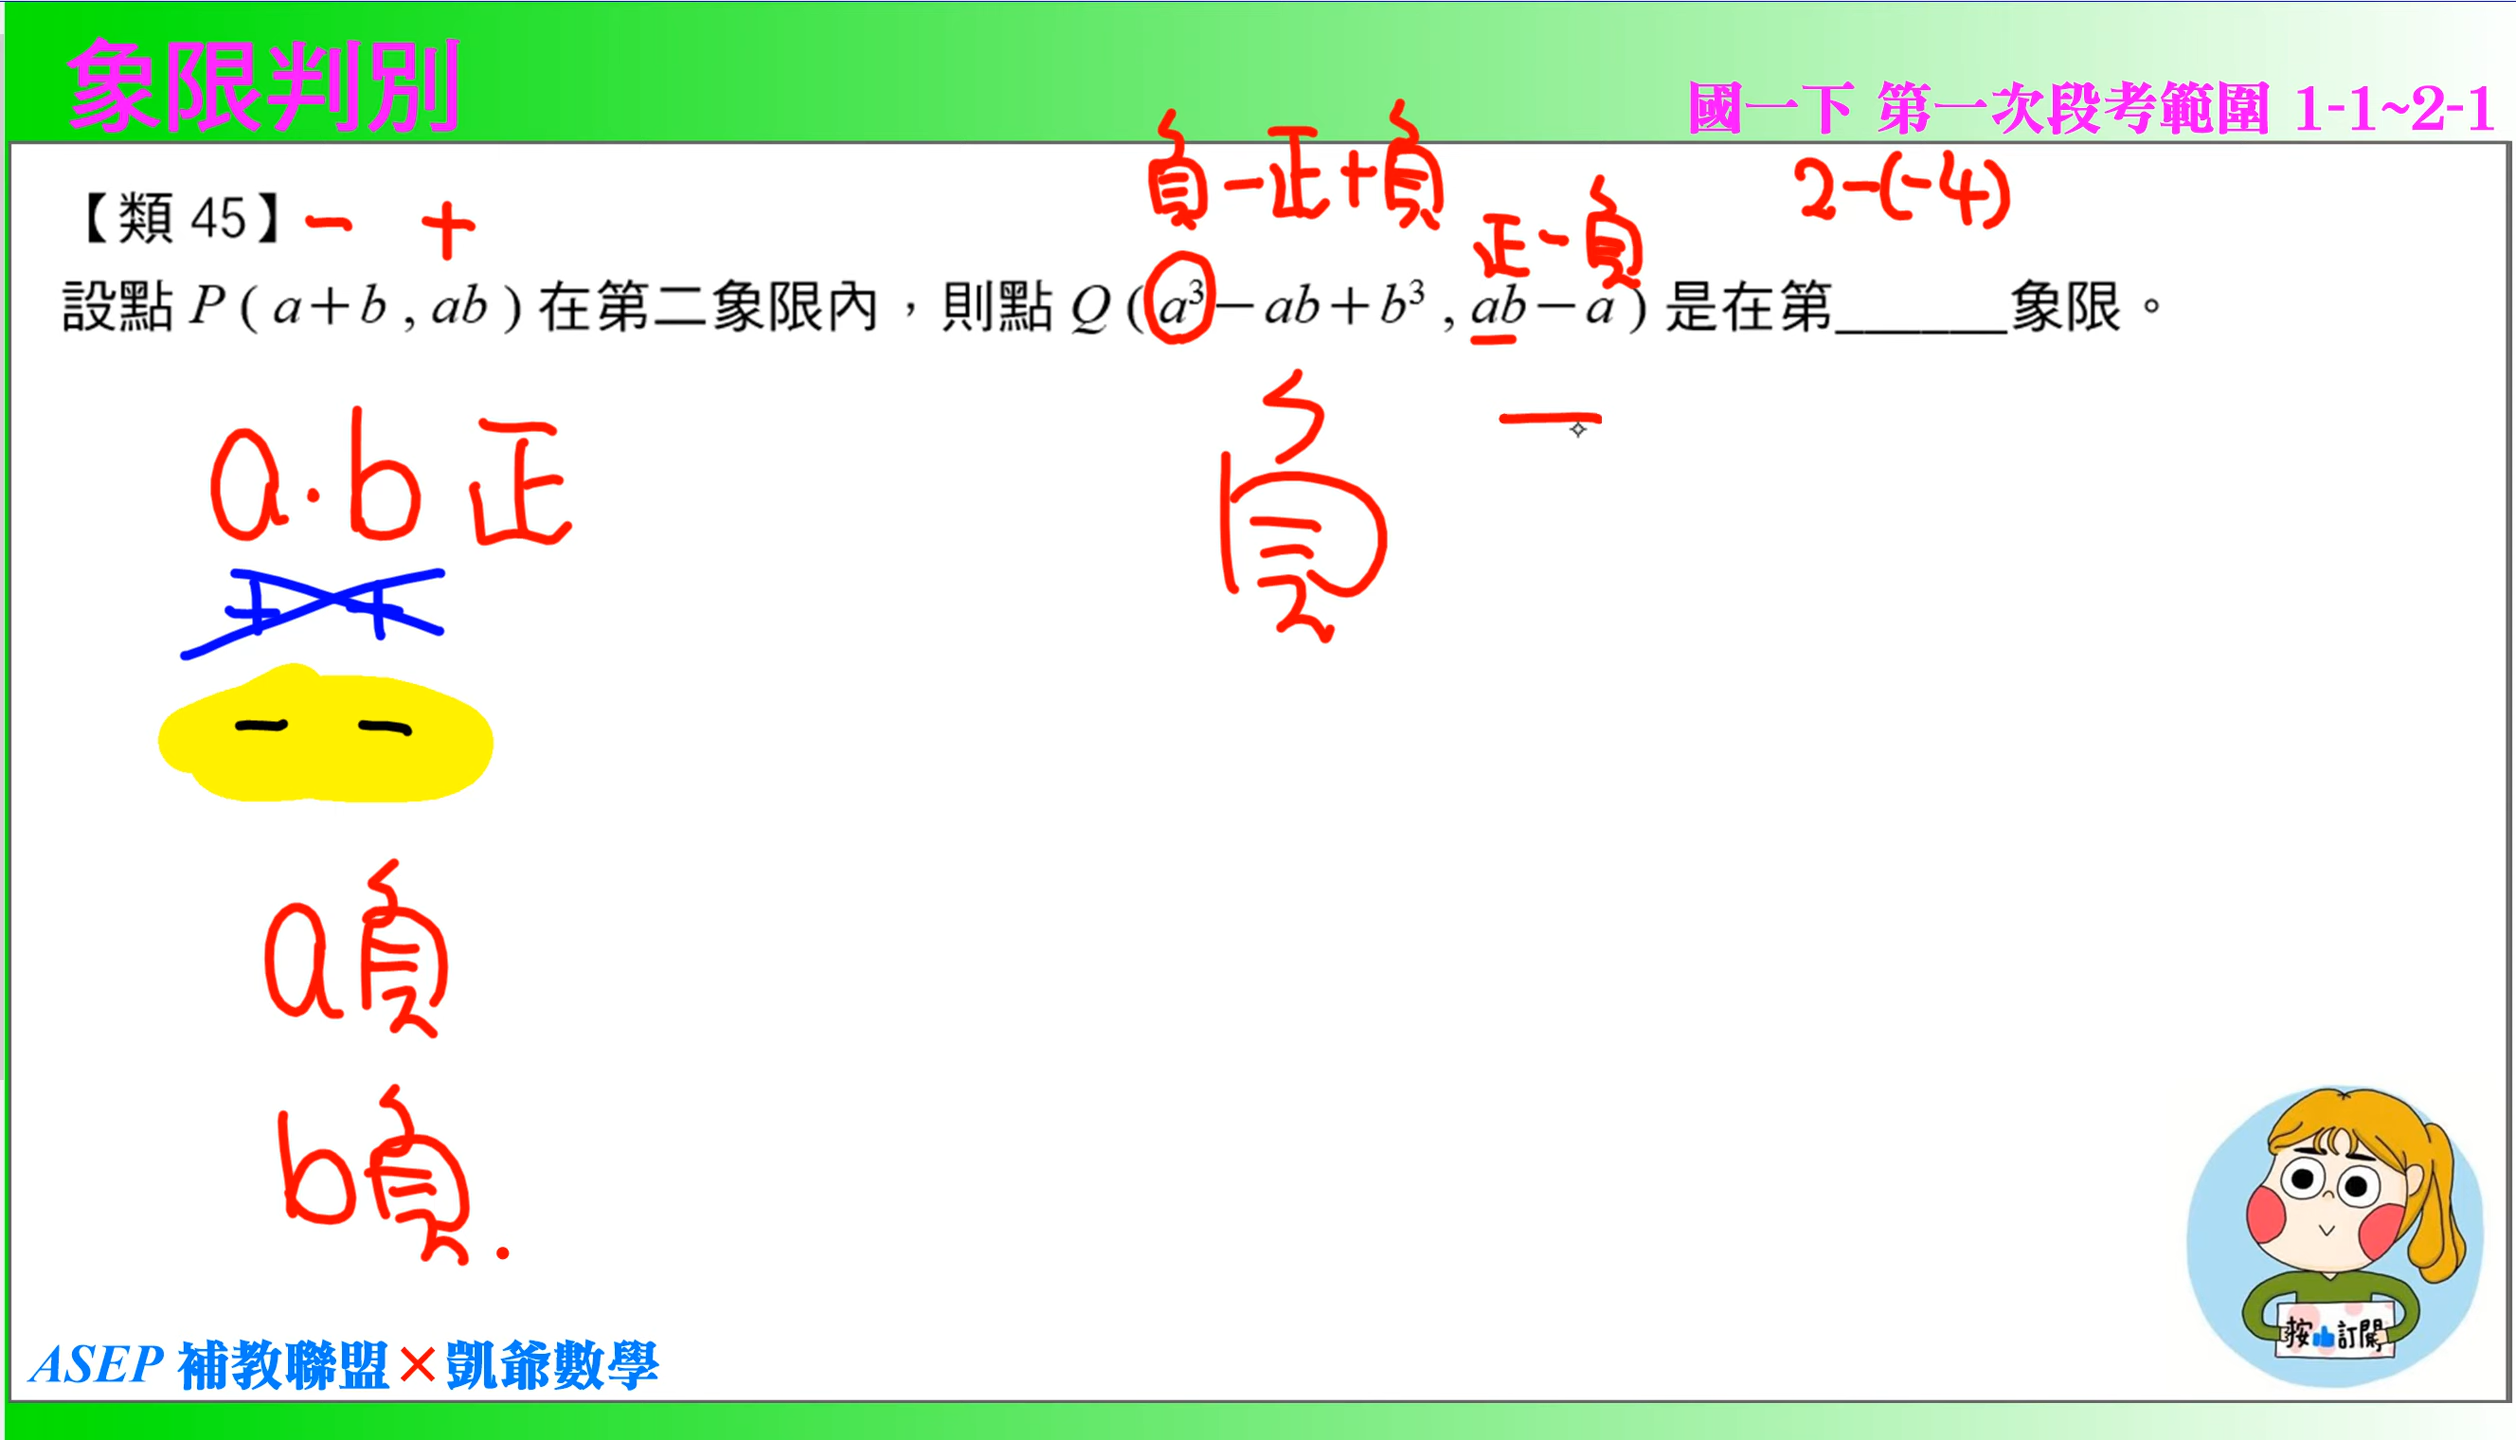 象限判別
國一下 第一次段考範圍 1-1~2-1
負-正+負
2-(-4)
【類 45】 - +
正-負
設點 P ( a+b , ab ) 在第二象限內，則點 Q ( a³-ab+b³ , ab-a ) 是在第______象限。
a·b 正
負
+ +
- -
a負
b負.
按 訂閱
ASEP 補教聯盟×凱爺數學